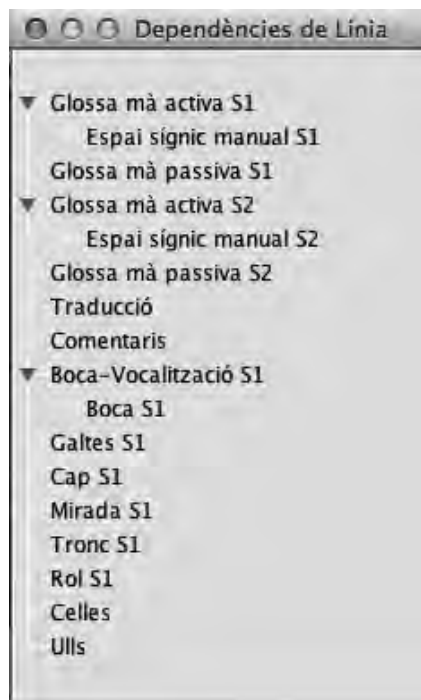 Dependències de Línia
Glossa mà activa S1
Espai sígnic manual S1
Glossa mà passiva S1
Glossa mà activa S2
Espai sígnic manual S2
Glossa mà passiva S2
Traducció
Comentaris
Boca-Vocalització S1
Boca S1
Galtes S1
Cap S1
Mirada S1
Tronc S1
Rol S1
Celles
Ulls